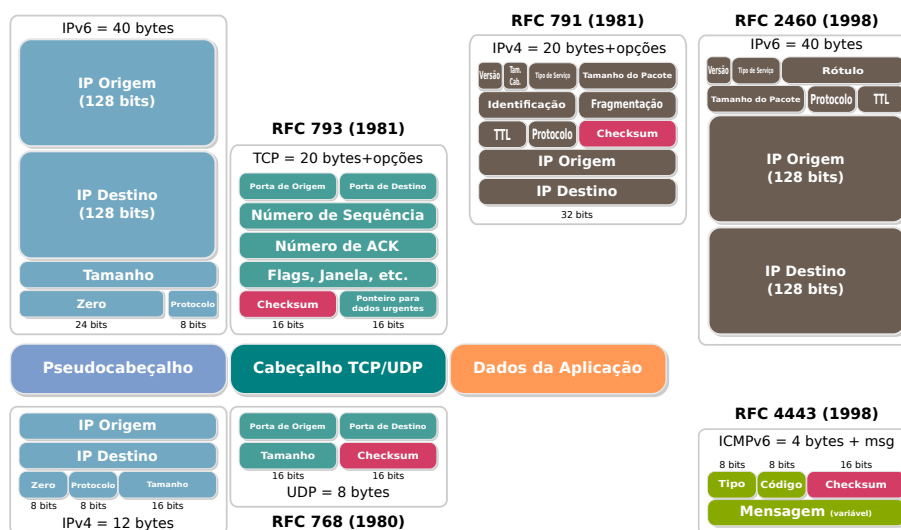 IPv6 = 40 bytes
IP Origem
(128 bits)
IP Destino
(128 bits)
Tamanho
Zero
Protocolo
24 bits
8 bits
RFC 793 (1981)
TCP = 20 bytes+opções
Porta de Origem
Porta de Destino
Número de Sequência
Número de ACK
Flags, Janela, etc.
Checksum
Ponteiro para
dados urgentes
16 bits
16 bits
RFC 791 (1981)
IPv4 = 20 bytes+opções
Versão
Tam.
Cab.
Tipo de Serviço
Tamanho do Pacote
Identificação
Fragmentação
TTL
Protocolo
Checksum
IP Origem
IP Destino
32 bits
RFC 2460 (1998)
IPv6 = 40 bytes
Versão
Tipo de Serviço
Rótulo
Tamanho do Pacote
Protocolo
TTL
IP Origem
(128 bits)
IP Destino
(128 bits)
Pseudocabeçalho
Cabeçalho TCP/UDP
Dados da Aplicação
IP Origem
IP Destino
Zero
Protocolo
Tamanho
8 bits
8 bits
16 bits
IPv4 = 12 bytes
Porta de Origem
Porta de Destino
Tamanho
Checksum
16 bits
16 bits
UDP = 8 bytes
RFC 768 (1980)
RFC 4443 (1998)
ICMPv6 = 4 bytes + msg
8 bits
8 bits
16 bits
Tipo
Código
Checksum
Mensagem (variável)